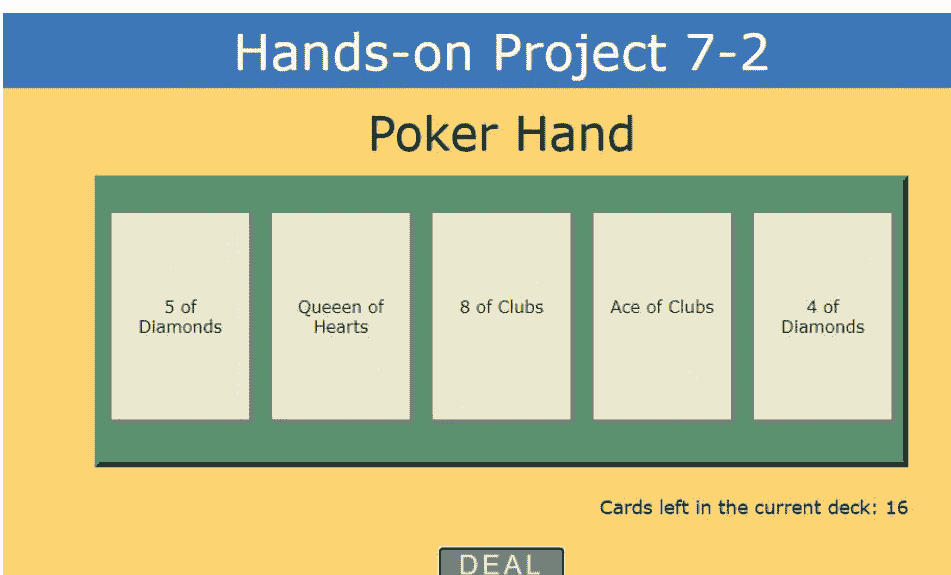 Hands-on Project 7-2
Poker Hand
5 of
Diamonds
Queeen of
Hearts
8 of Clubs
Ace of Clubs
4 of
Diamonds
Cards left in the current deck: 16
DEAL